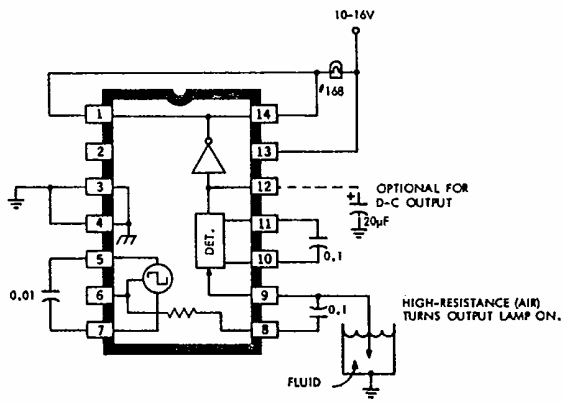 10-16V
#168
1
14
2
13
3
12
OPTIONAL FOR
D-C OUTPUT
+
20µF
4
11
DET.
0.1
5
10
0.01
6
9
HIGH-RESISTANCE (AIR)
TURNS OUTPUT LAMP ON.
0.1
7
8
FLUID